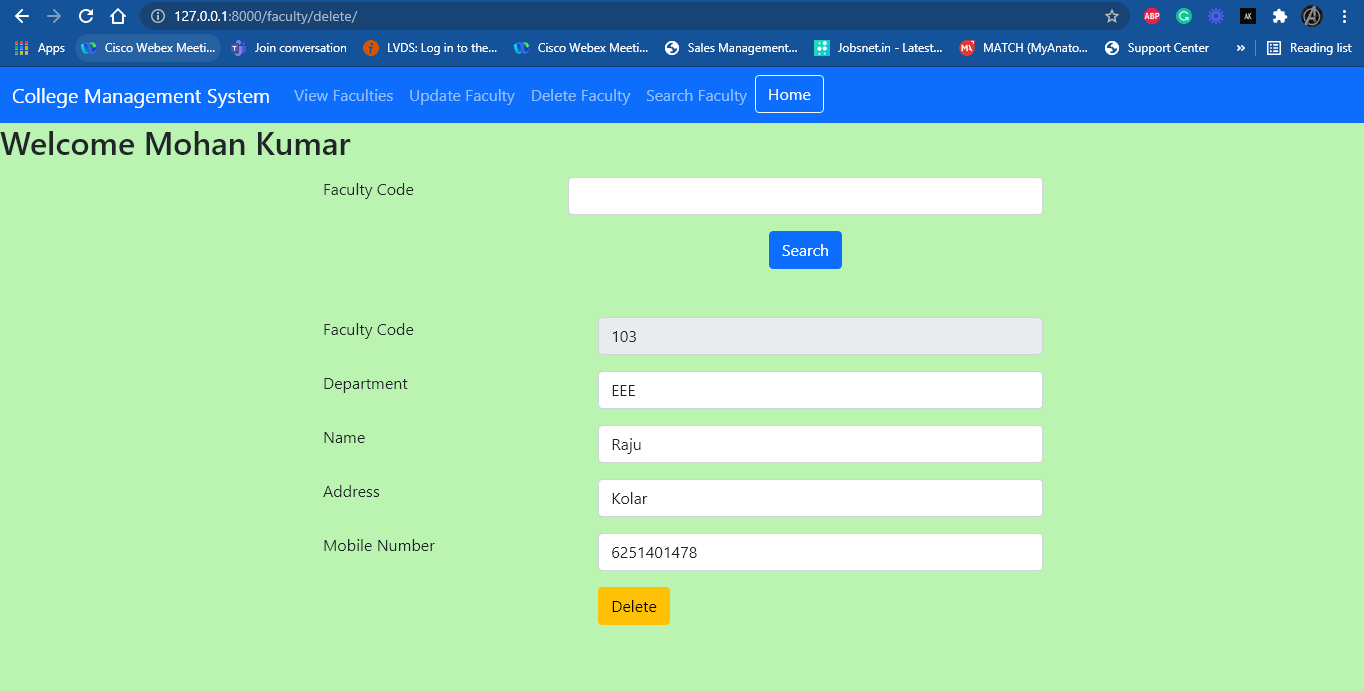 127.0.0.1:8000/faculty/delete/
ABP
G
AK
Apps Cisco Webex Meeti... Join conversation LVDS: Log in to the... Cisco Webex Meeti... Sales Management... Jobsnet.in - Latest... MATCH (MyAnato... Support Center » Reading list
College Management System View Faculties Update Faculty Delete Faculty Search Faculty Home
Welcome Mohan Kumar
Faculty Code
Search
Faculty Code 103
Department EEE
Name Raju
Address Kolar
Mobile Number 6251401478
Delete